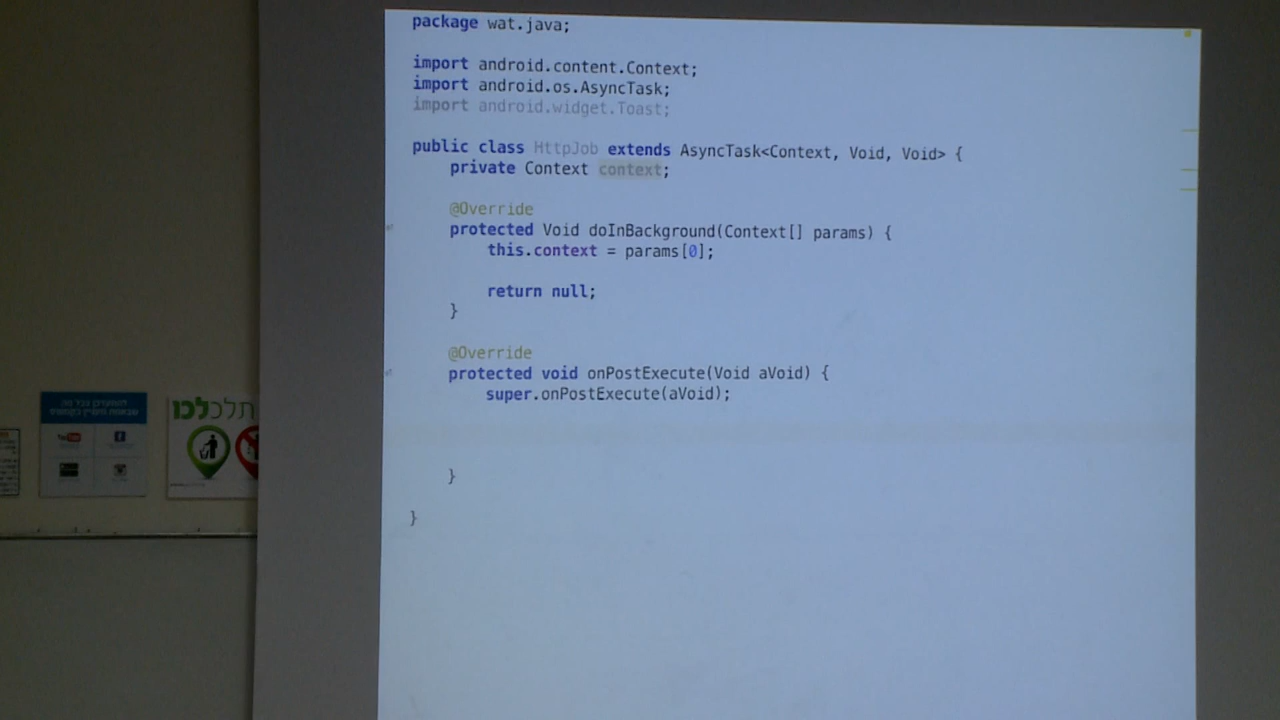 package wat.java;
import android.content.Context;
import android.os.AsyncTask;
import android.widget.Toast;
public class HttpJob extends AsyncTask<Context, Void, Void> {
private Context context;
@Override
protected Void doInBackground(Context[] params) {
this.context = params[0];
return null;
}
@Override
protected void onPostExecute(Void aVoid) {
super.onPostExecute(aVoid);
}
}
תלכלכו